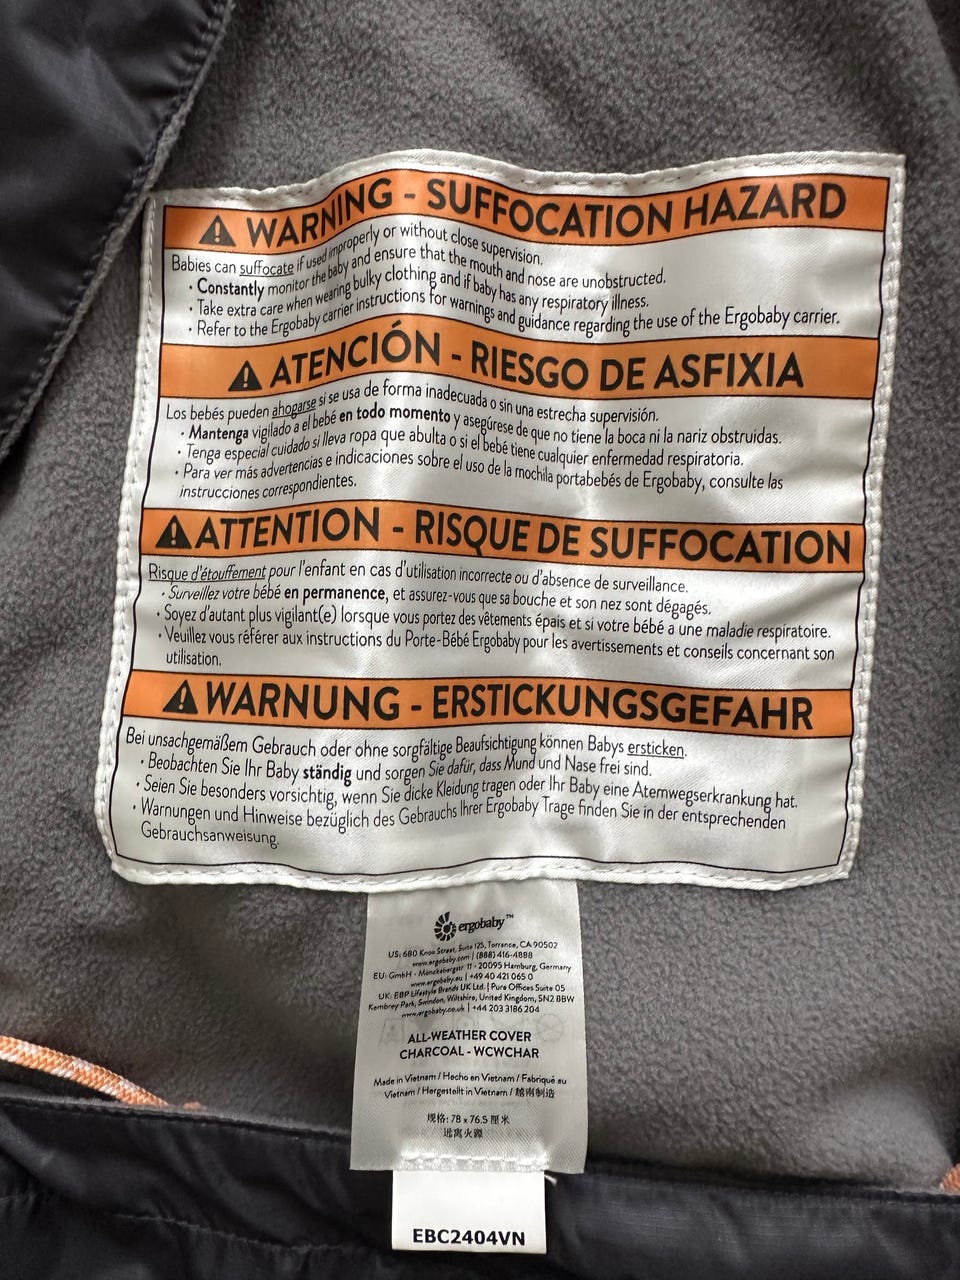 ⚠ WARNING - SUFFOCATION HAZARD
Babies can suffocate if used improperly or without close supervision.
• Constantly monitor the baby and ensure that the mouth and nose are unobstructed.
• Take extra care when wearing bulky clothing and if baby has any respiratory illness.
• Refer to the Ergobaby carrier instructions for warnings and guidance regarding the use of the Ergobaby carrier.
⚠ ATENCIÓN - RIESGO DE ASFIXIA
Los bebés pueden ahogarse si se usa de forma inadecuada o sin una estrecha supervisión.
• Mantenga vigilado a el bebé en todo momento y asegúrese de que no tiene la boca ni la nariz obstruidas.
• Tenga especial cuidado si lleva ropa que abulta o si el bebé tiene cualquier enfermedad respiratoria.
• Para ver más advertencias e indicaciones sobre el uso de la mochila portabebés de Ergobaby, consulte las
instrucciones correspondientes.
⚠ ATTENTION - RISQUE DE SUFFOCATION
Risque d'étouffement pour l'enfant en cas d'utilisation incorrecte ou d'absence de surveillance.
• Surveillez votre bébé en permanence, et assurez-vous que sa bouche et son nez sont dégagés.
• Soyez d'autant plus vigilant(e) lorsque vous portez des vêtements épais et si votre bébé a une maladie respiratoire.
• Veuillez vous référer aux instructions du Porte-Bébé Ergobaby pour les avertissements et conseils concernant son
utilisation.
⚠ WARNUNG - ERSTICKUNGSGEFAHR
Bei unsachgemäßem Gebrauch oder ohne sorgfältige Beaufsichtigung können Babys ersticken.
• Beobachten Sie Ihr Baby ständig und sorgen Sie dafür, dass Mund und Nase frei sind.
• Seien Sie besonders vorsichtig, wenn Sie dicke Kleidung tragen oder Ihr Baby eine Atemwegserkrankung hat.
• Warnungen und Hinweise bezüglich des Gebrauchs Ihrer Ergobaby Trage finden Sie in der entsprechenden
Gebrauchsanweisung.
ergobaby™
US: 680 Knox Street, Suite 125, Torrance, CA 90502
www.ergobaby.com | (888) 416-4888
EU: GmbH - Mönckebergstr. 11 - 20095 Hamburg, Germany
www.ergobaby.eu | +49 40 421 065 0
UK: EBP Lifestyle Brands UK Ltd. | Pure Offices Suite 05
Kembrey Park, Swindon, Wiltshire, United Kingdom, SN2 8BW
www.ergobaby.co.uk | +44 203 3186 204
ALL-WEATHER COVER
CHARCOAL - WCWCHAR
Made in Vietnam / Hecho en Vietnam / Fabriqué au
Vietnam / Hergestellt in Vietnam / 越南制造
规格: 78 x 76.5 厘米
远离火源
EBC2404VN